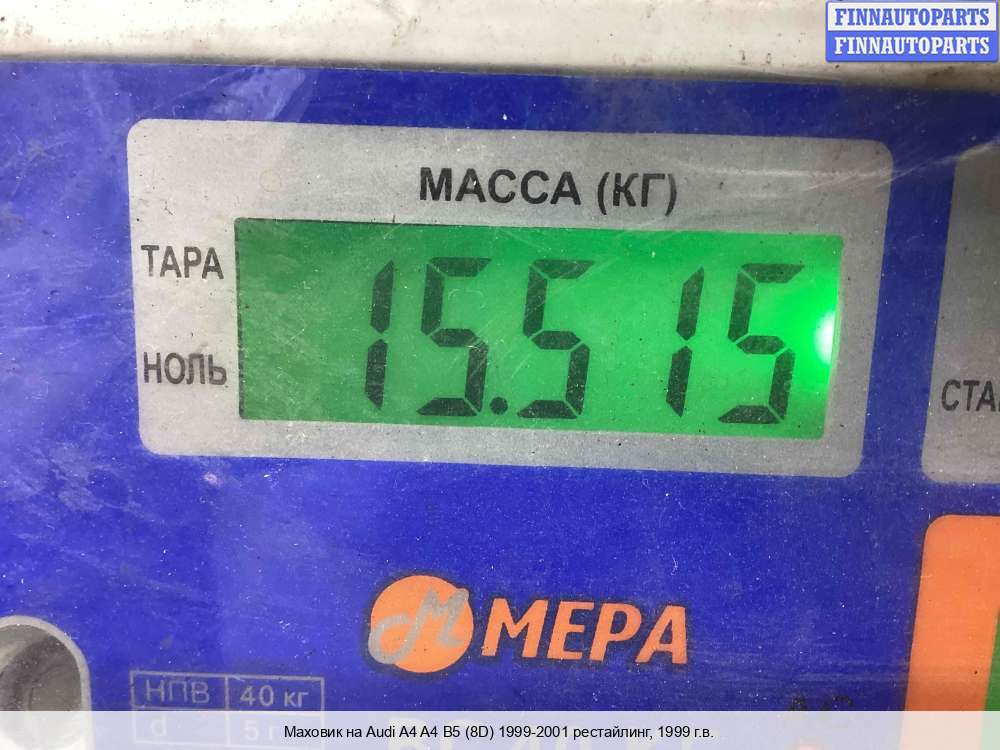 FINNAUTOPARTS
FINNAUTOPARTS
МАССА (КГ)
ТАРА
15.515
НОЛЬ
М МЕРА
НПВ 40 кг
d 5 г
Маховик на Audi A4 A4 B5 (8D) 1999-2001 рестайлинг, 1999 г.в.